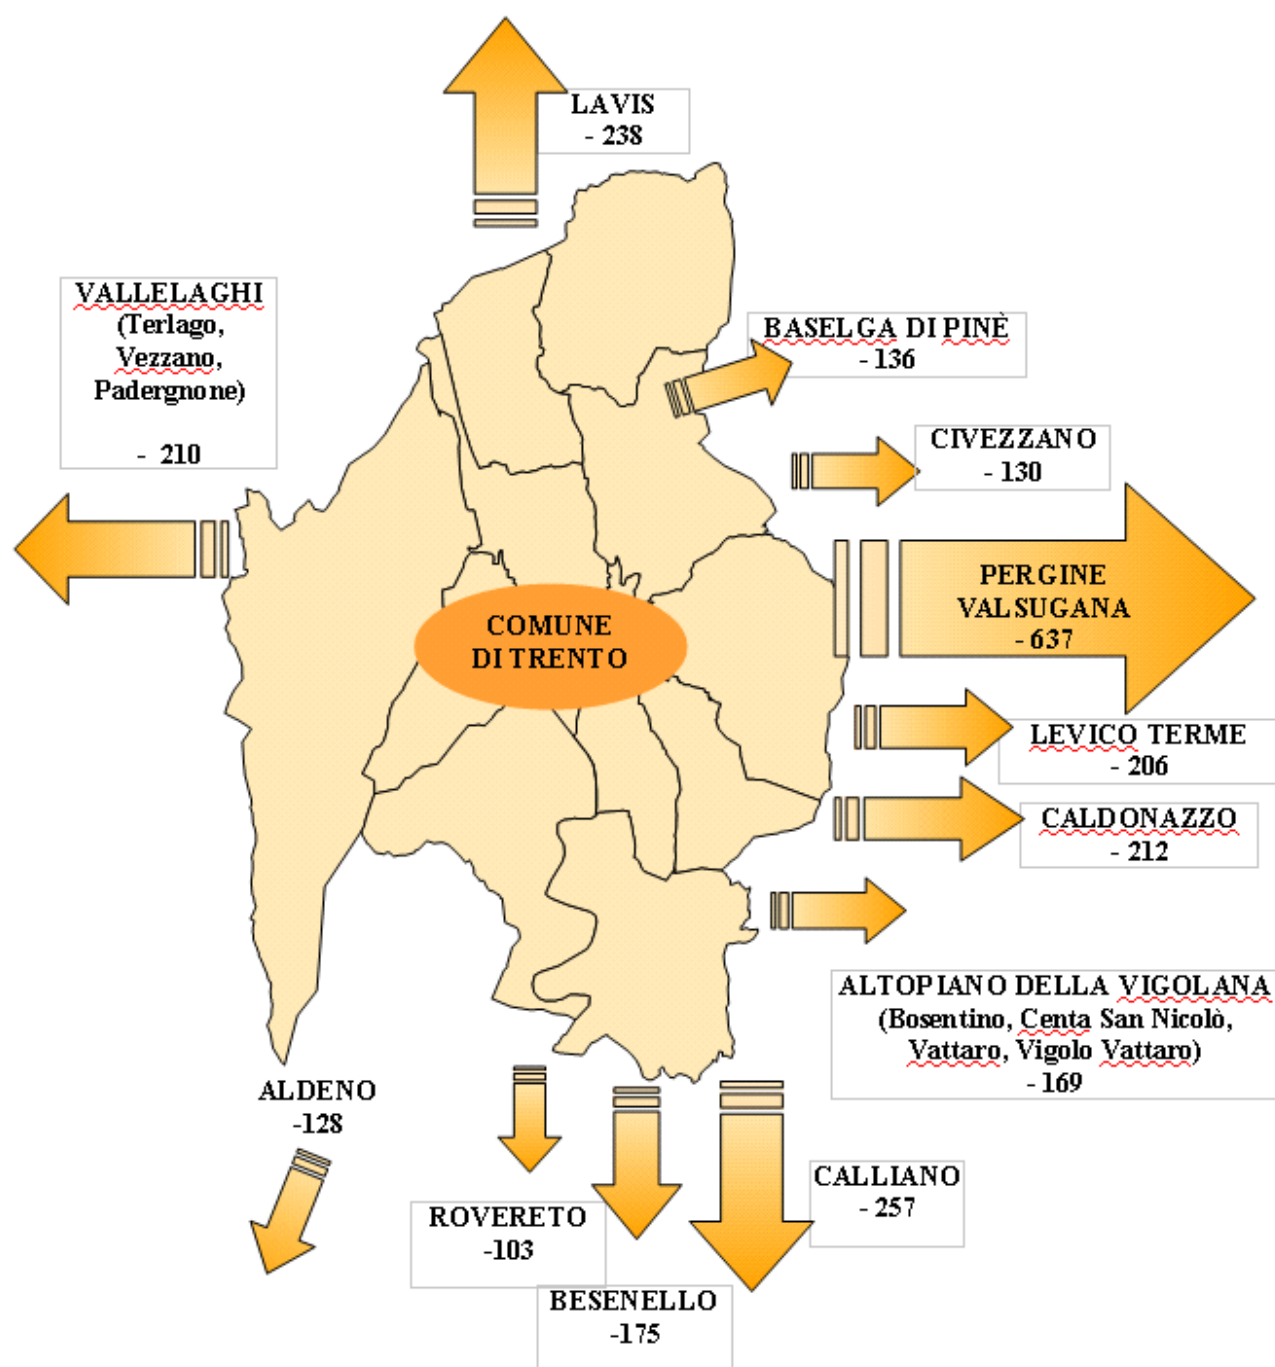 LAVIS
- 238
VALLELAGHI
(Terlago,
Vezzano,
Padergnone)
- 210
BASELGA DI PINÈ
- 136
CIVEZZANO
- 130
PERGINE
VALSUGANA
- 637
COMUNE
DI TRENTO
LEVICO TERME
- 206
CALDONAZZO
- 212
ALTOPIANO DELLA VIGOLANA
(Bosentino, Centa San Nicolò,
Vattaro, Vigolo Vattaro)
- 169
ALDENO
-128
CALLIANO
- 257
ROVERETO
-103
BESENELLO
-175